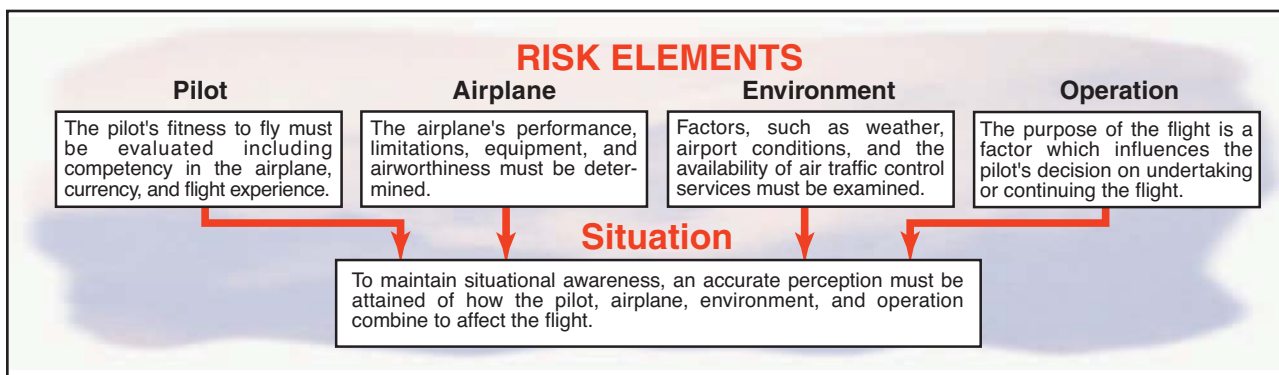 RISK ELEMENTS
Pilot
The pilot's fitness to fly must
be evaluated including
competency in the airplane,
currency, and flight experience.
Airplane
The airplane's performance,
limitations, equipment, and
airworthiness must be deter-
mined.
Environment
Factors, such as weather,
airport conditions, and the
availability of air traffic control
services must be examined.
Operation
The purpose of the flight is a
factor which influences the
pilot's decision on undertaking
or continuing the flight.
Situation
To maintain situational awareness, an accurate perception must be
attained of how the pilot, airplane, environment, and operation
combine to affect the flight.